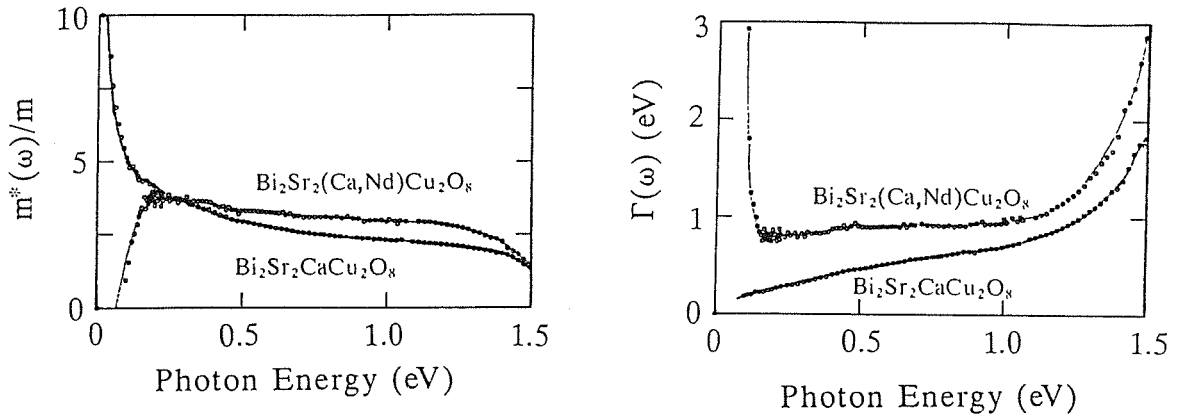 10
5
0
m*(ω)/m
Bi₂Sr₂(Ca,Nd)Cu₂O₈
Bi₂Sr₂CaCu₂O₈
0 0.5 1.0 1.5
Photon Energy (eV)
3
2
1
0
Γ(ω) (eV)
Bi₂Sr₂(Ca,Nd)Cu₂O₈
Bi₂Sr₂CaCu₂O₈
0 0.5 1.0 1.5
Photon Energy (eV)